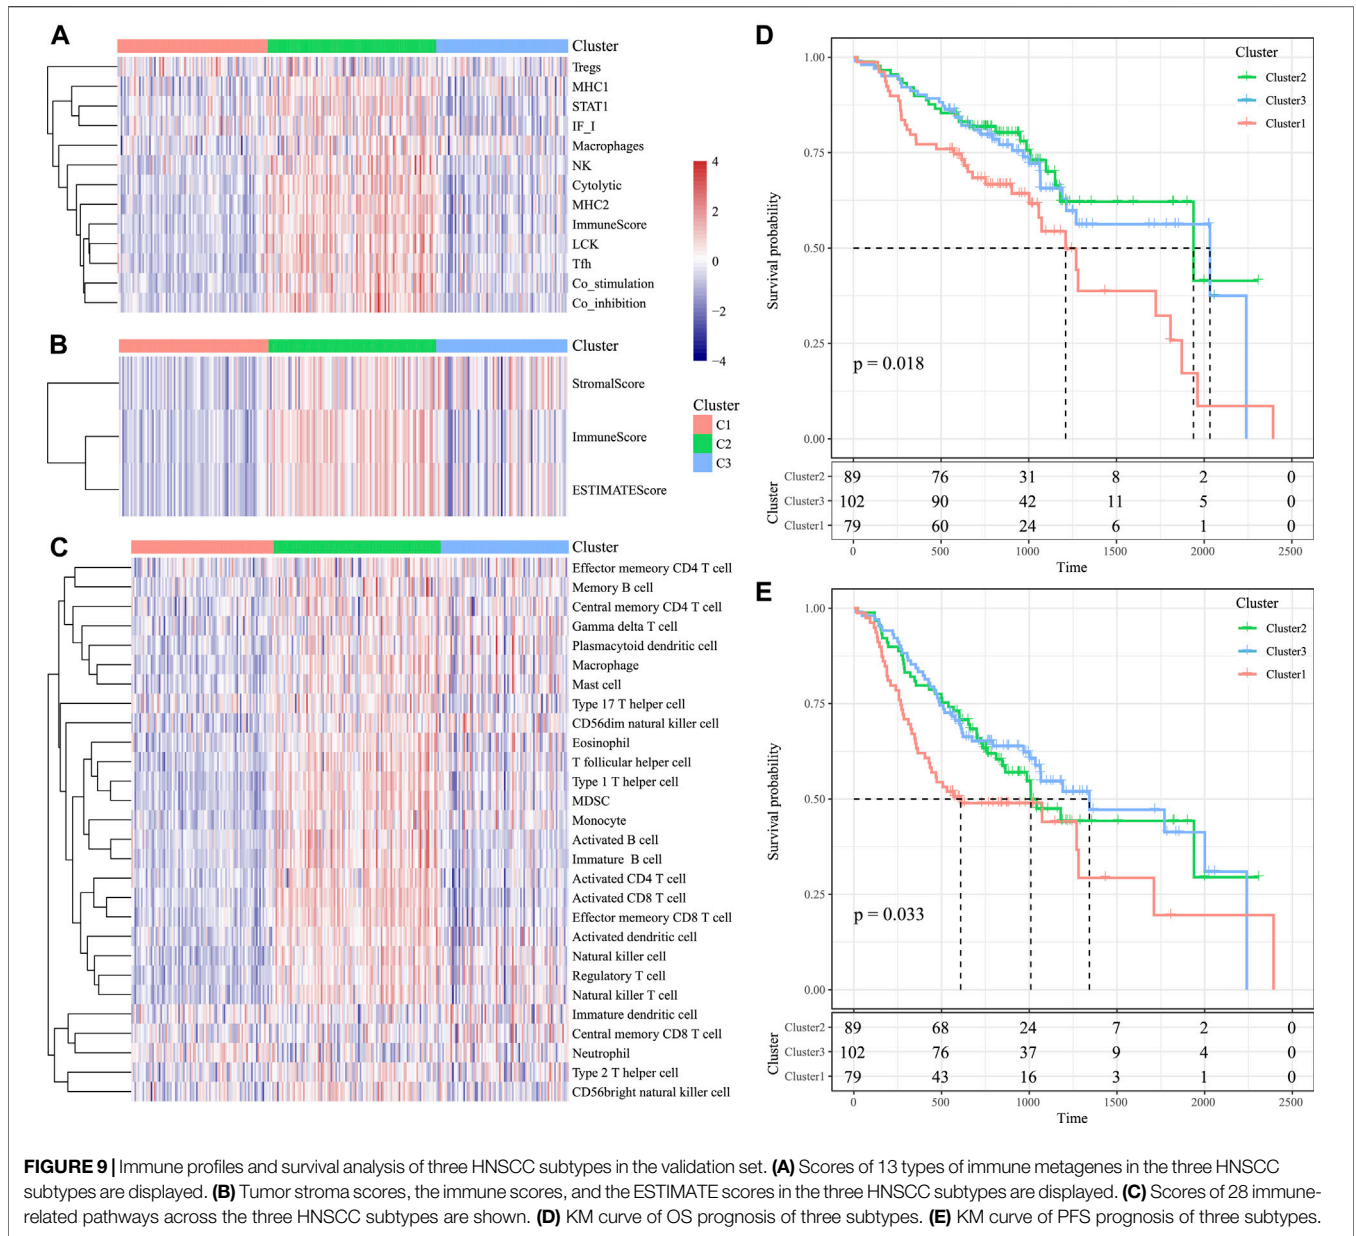 A
Cluster
Tregs
MHC1
STAT1
IF_I
Macrophages
NK
Cytolytic
MHC2
ImmuneScore
LCK
Tfh
Co_stimulation
Co_inhibition
4
2
0
−2
−4
B
Cluster
StromalScore
ImmuneScore
ESTIMATEScore
Cluster
C1
C2
C3
C
Cluster
Effector memeory CD4 T cell
Memory B cell
Central memory CD4 T cell
Gamma delta T cell
Plasmacytoid dendritic cell
Macrophage
Mast cell
Type 17 T helper cell
CD56dim natural killer cell
Eosinophil
T follicular helper cell
Type 1 T helper cell
MDSC
Monocyte
Activated B cell
Immature B cell
Activated CD4 T cell
Activated CD8 T cell
Effector memeory CD8 T cell
Activated dendritic cell
Natural killer cell
Regulatory T cell
Natural killer T cell
Immature dendritic cell
Central memory CD8 T cell
Neutrophil
Type 2 T helper cell
CD56bright natural killer cell
D
Survival probability
1.00
0.75
0.50
0.25
0.00
Cluster
Cluster2
Cluster3
Cluster1
p = 0.018
Cluster
Cluster2 89 76 31 8 2 0
Cluster3 102 90 42 11 5 0
Cluster1 79 60 24 6 1 0
0 500 1000 1500 2000 2500
Time
E
Survival probability
1.00
0.75
0.50
0.25
0.00
Cluster
Cluster2
Cluster3
Cluster1
p = 0.033
Cluster
Cluster2 89 68 24 7 2 0
Cluster3 102 76 37 9 4 0
Cluster1 79 43 16 3 1 0
0 500 1000 1500 2000 2500
Time
FIGURE 9 | Immune profiles and survival analysis of three HNSCC subtypes in the validation set. (A) Scores of 13 types of immune metagenes in the three HNSCC
subtypes are displayed. (B) Tumor stroma scores, the immune scores, and the ESTIMATE scores in the three HNSCC subtypes are displayed. (C) Scores of 28 immune-
related pathways across the three HNSCC subtypes are shown. (D) KM curve of OS prognosis of three subtypes. (E) KM curve of PFS prognosis of three subtypes.